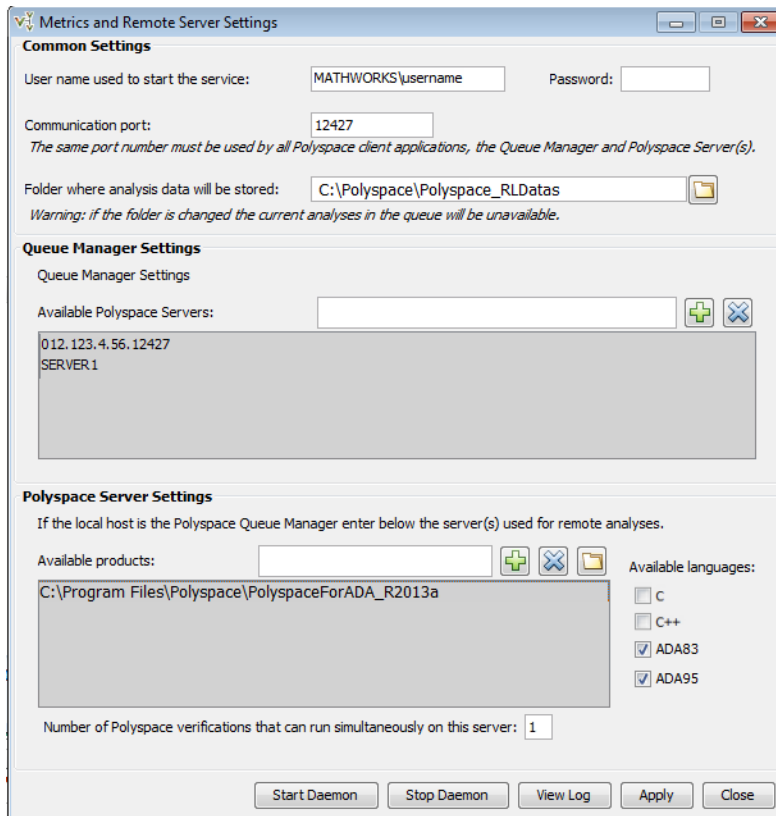 Metrics and Remote Server Settings
Common Settings
User name used to start the service: MATHWORKS\username Password:
Communication port: 12427
The same port number must be used by all Polyspace client applications, the Queue Manager and Polyspace Server(s).
Folder where analysis data will be stored: C:\Polyspace\Polyspace_RLDatas
Warning: if the folder is changed the current analyses in the queue will be unavailable.
Queue Manager Settings
Queue Manager Settings
Available Polyspace Servers:
012.123.4.56.12427
SERVER1
Polyspace Server Settings
If the local host is the Polyspace Queue Manager enter below the server(s) used for remote analyses.
Available products: Available languages:
C:\Program Files\Polyspace\PolyspaceForADA_R2013a
C
C++
ADA83
ADA95
Number of Polyspace verifications that can run simultaneously on this server: 1
Start Daemon Stop Daemon View Log Apply Close